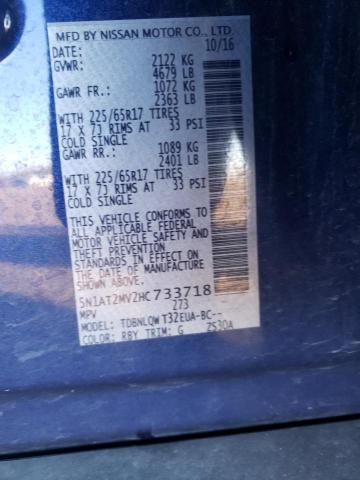 MFD BY NISSAN MOTOR CO., LTD.
DATE: 10/16
GVWR: 2122 KG
4679 LB
GAWR FR.: 1072 KG
2363 LB
WITH 225/65R17 TIRES
17 X 7J RIMS AT 33 PSI
COLD SINGLE
GAWR RR.: 1089 KG
2401 LB
WITH 225/65R17 TIRES
17 X 7J RIMS AT 33 PSI
COLD SINGLE
THIS VEHICLE CONFORMS TO
ALL APPLICABLE FEDERAL
MOTOR VEHICLE SAFETY, AND
THEFT PREVENTION
STANDARDS IN EFFECT ON
THE DATE OF MANUFACTURE
SHOWN ABOVE.
5N1AT2MV2HC733718
MPV 273
MODEL: TDBNLQWT32EUA-BC--
COLOR: RBY TRIM: G ZS30A